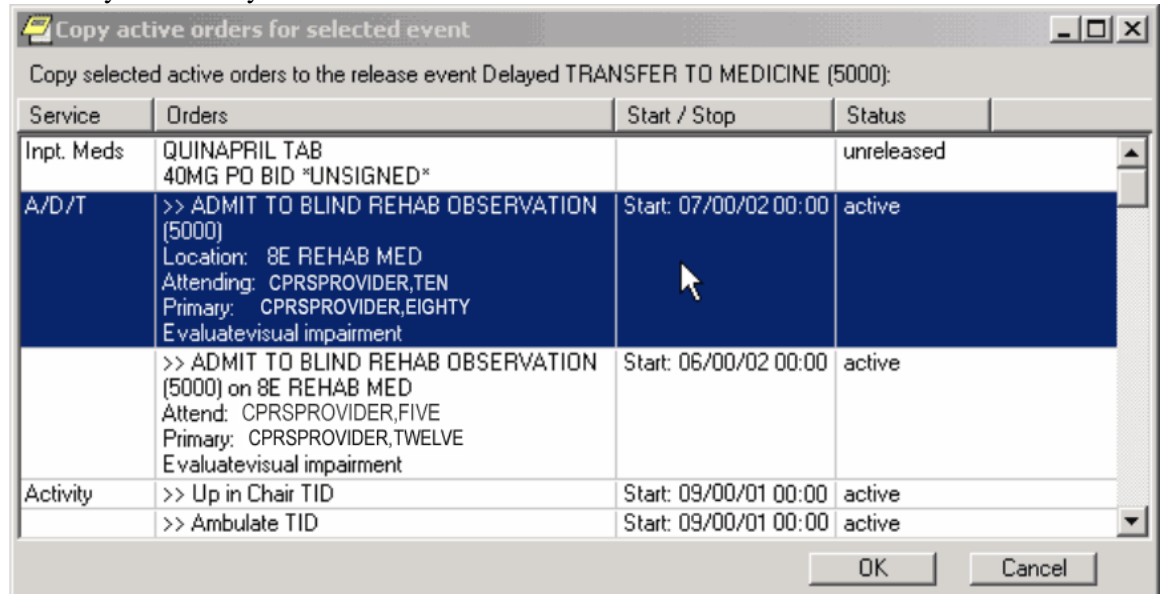 Copy active orders for selected event
Copy selected active orders to the release event Delayed TRANSFER TO MEDICINE (5000):
Service Orders Start / Stop Status
Inpt. Meds QUINAPRIL TAB unreleased
40MG PO BID *UNSIGNED*
A/D/T >> ADMIT TO BLIND REHAB OBSERVATION Start: 07/00/02 00:00 active
(5000)
Location: 8E REHAB MED
Attending: CPRSPROVIDER,TEN
Primary: CPRSPROVIDER,EIGHTY
Evaluatevisual impairment
>> ADMIT TO BLIND REHAB OBSERVATION Start: 06/00/02 00:00 active
(5000) on 8E REHAB MED
Attend: CPRSPROVIDER,FIVE
Primary: CPRSPROVIDER,TWELVE
Evaluatevisual impairment
Activity >> Up in Chair TID Start: 09/00/01 00:00 active
>> Ambulate TID Start: 09/00/01 00:00 active
OK Cancel